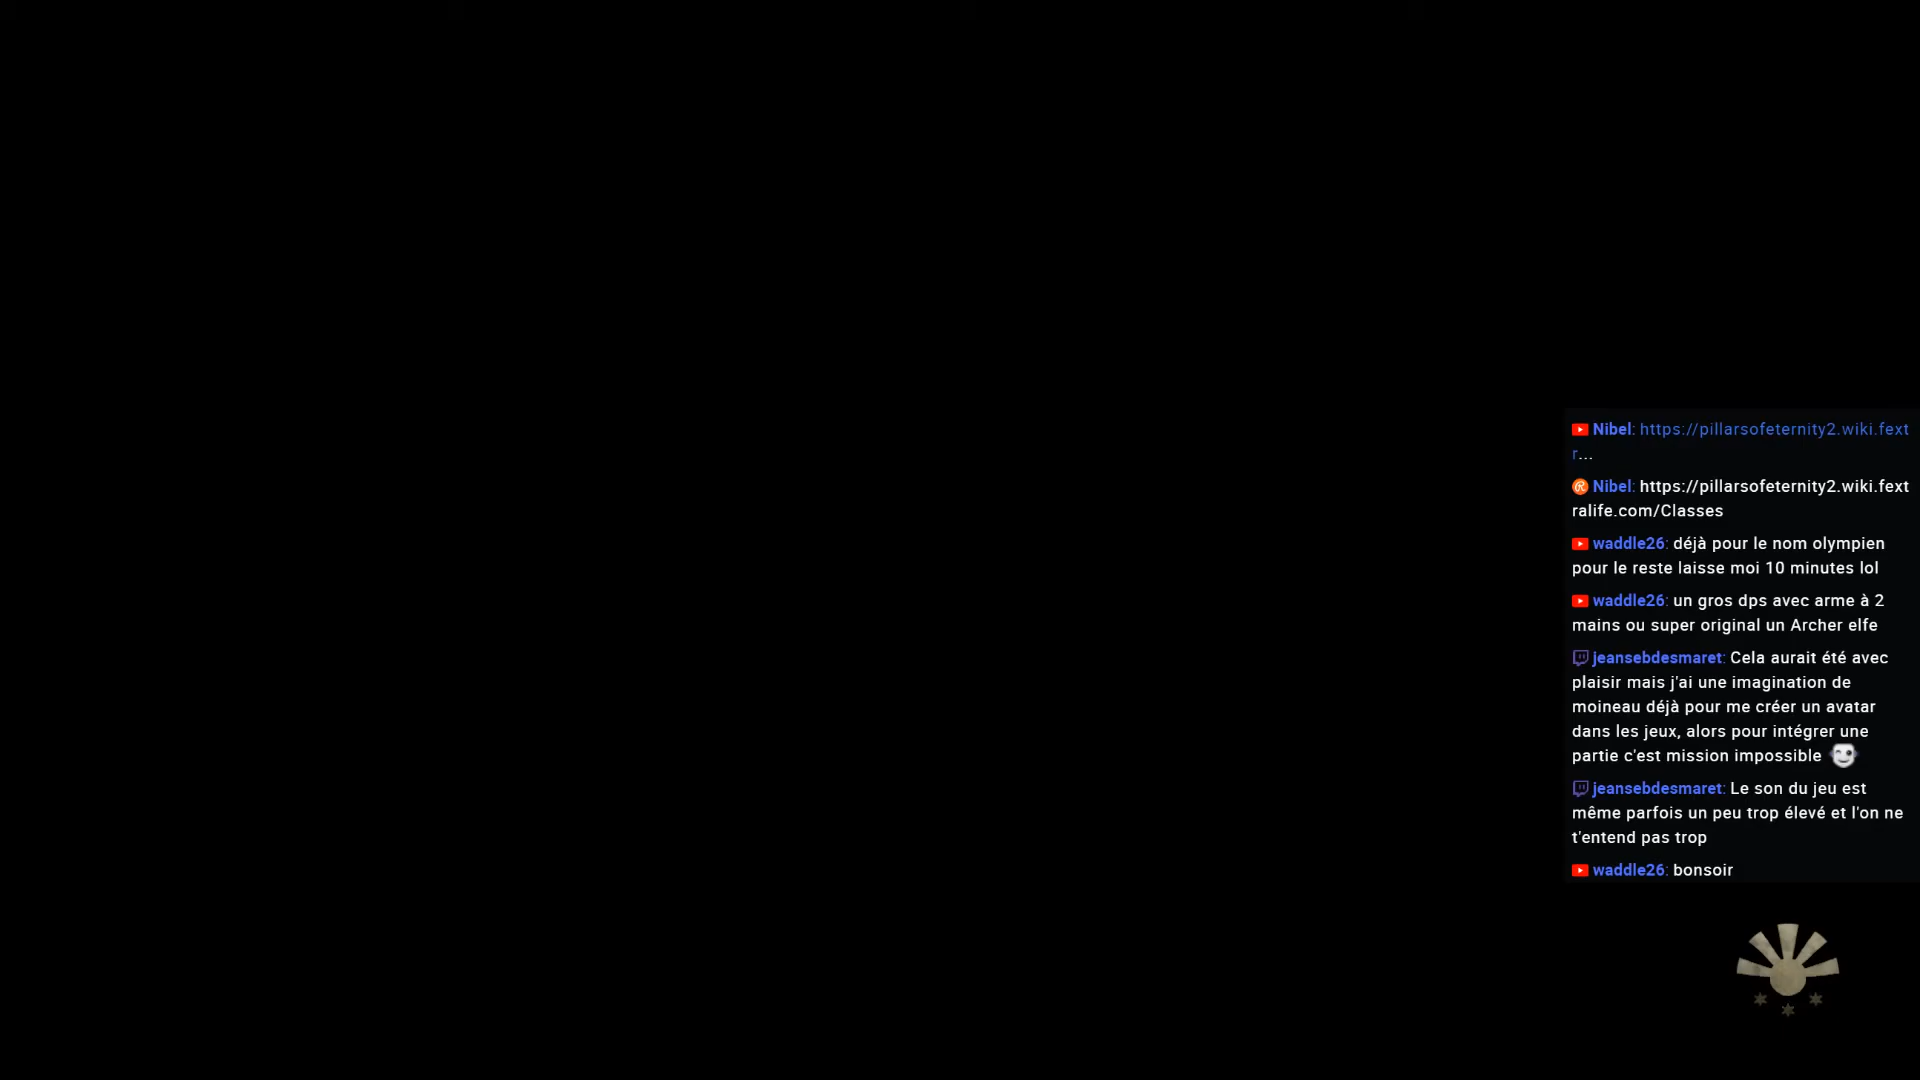 Nibel: https://pillarsofeternity2.wiki.fext
r...
Nibel: https://pillarsofeternity2.wiki.fext
ralife.com/Classes
waddle26: déjà pour le nom olympien
pour le reste laisse moi 10 minutes lol
waddle26: un gros dps avec arme à 2
mains ou super original un Archer elfe
jeansebdesmaret: Cela aurait été avec
plaisir mais j'ai une imagination de
moineau déjà pour me créer un avatar
dans les jeux, alors pour intégrer une
partie c'est mission impossible
jeansebdesmaret: Le son du jeu est
même parfois un peu trop élevé et l'on ne
t'entend pas trop
waddle26: bonsoir